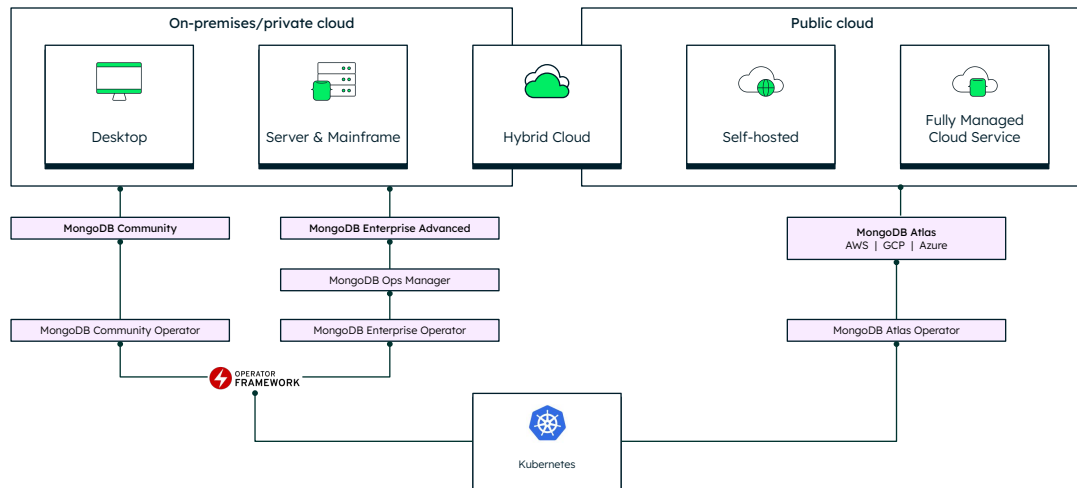 On-premises/private cloud
Public cloud
Desktop
Server & Mainframe
Hybrid Cloud
Self-hosted
Fully Managed
Cloud Service
MongoDB Community
MongoDB Enterprise Advanced
MongoDB Atlas
AWS | GCP | Azure
MongoDB Ops Manager
MongoDB Community Operator
MongoDB Enterprise Operator
MongoDB Atlas Operator
OPERATOR
FRAMEWORK
Kubernetes